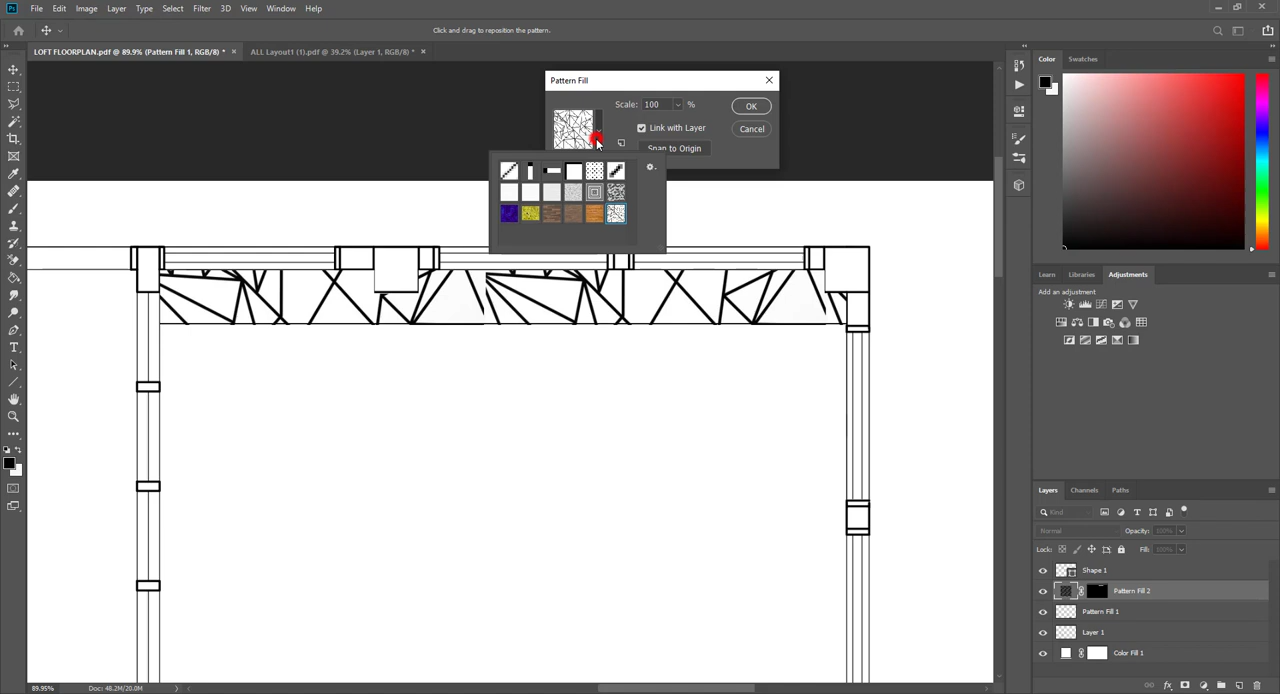 Ps File Edit Image Layer Type Select Filter 3D View Window Help
Click and drag to reposition the pattern.
LOFT FLOORPLAN.pdf @ 89.9% (Pattern Fill 1, RGB/8) *
ALL Layout1 (1).pdf @ 39.2% (Layer 1, RGB/8) *
Color Swatches
Pattern Fill
Scale: 100 %
OK
Link with Layer
Cancel
Snap to Origin
Learn Libraries Adjustments
Add an adjustment
Layers Channels Paths
Kind
Normal Opacity: 100%
Lock: Fill: 100%
Shape 1
Pattern Fill 2
Pattern Fill 1
Layer 1
Color Fill 1
89.95% Doc: 48.2M/20.0M